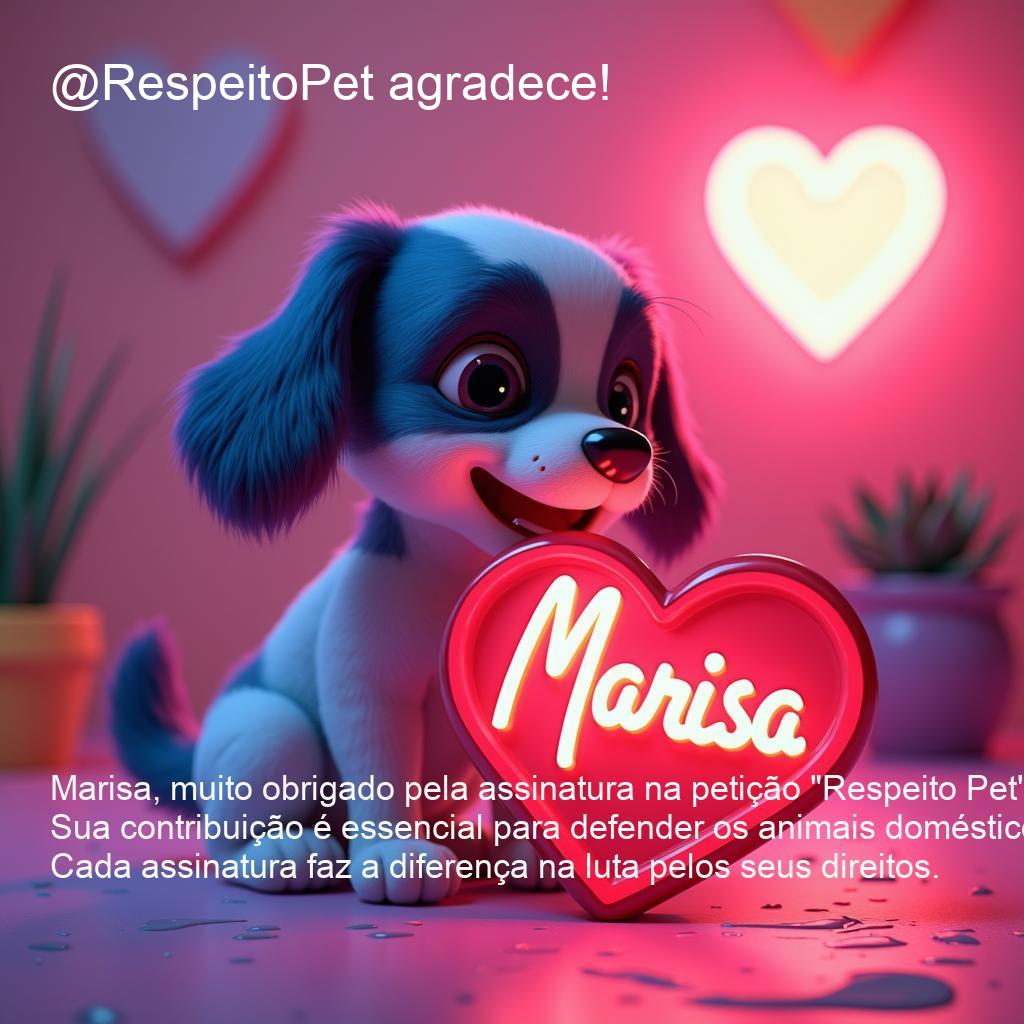 @RespeitoPet agradece!
Marisa
Marisa, muito obrigado pela assinatura na petição "Respeito Pet"
Sua contribuição é essencial para defender os animais doméstic
Cada assinatura faz a diferença na luta pelos seus direitos.